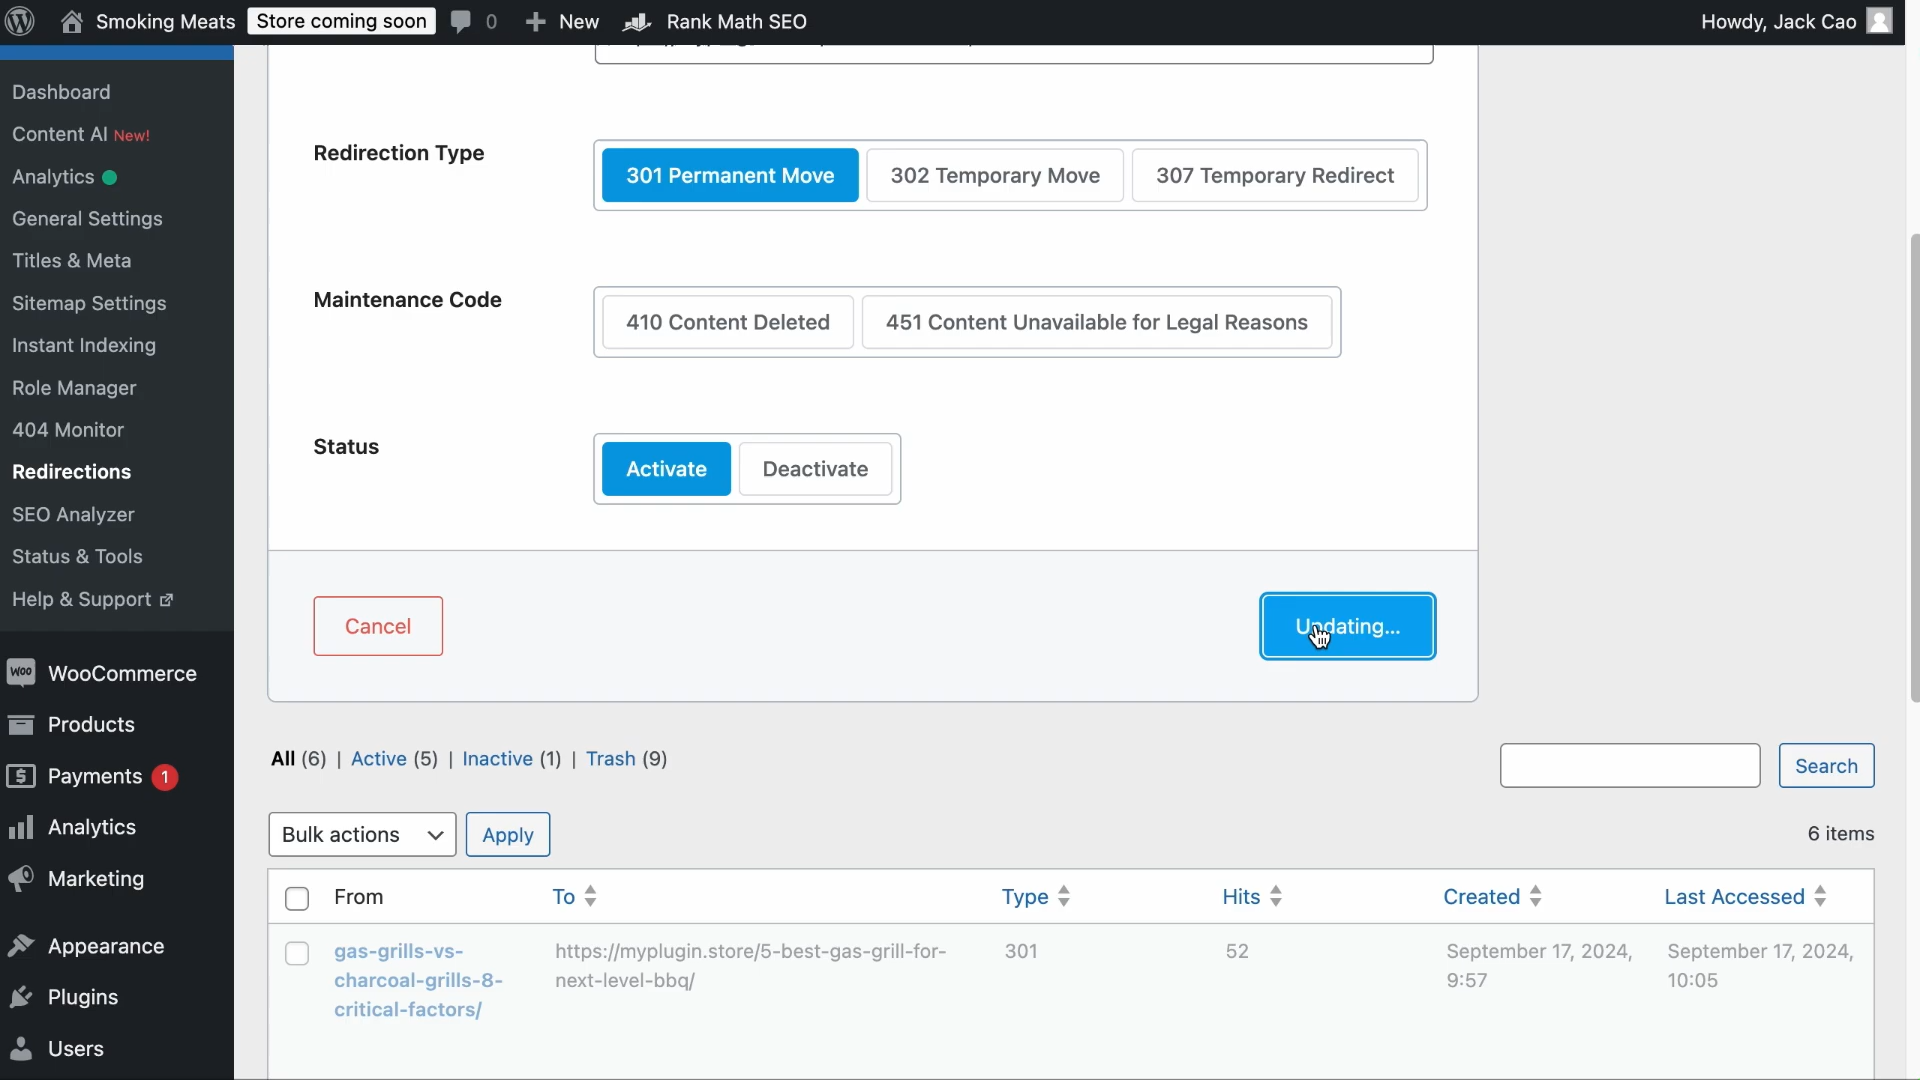 Smoking Meats Store coming soon 0 New Rank Math SEO Howdy, Jack Cao
Dashboard
Content AI New!
Analytics
General Settings
Titles & Meta
Sitemap Settings
Instant Indexing
Role Manager
404 Monitor
Redirections
SEO Analyzer
Status & Tools
Help & Support
WOO WooCommerce
Products
Payments 1
Analytics
Marketing
Appearance
Plugins
Users
Redirection Type 301 Permanent Move 302 Temporary Move 307 Temporary Redirect
Maintenance Code 410 Content Deleted 451 Content Unavailable for Legal Reasons
Status Activate Deactivate
Cancel Updating...
All (6) | Active (5) | Inactive (1) | Trash (9) Search
Bulk actions Apply 6 items
From To Type Hits Created Last Accessed
gas-grills-vs- https://myplugin.store/5-best-gas-grill-for- 301 52 September 17, 2024, September 17, 2024,
charcoal-grills-8- next-level-bbq/ 9:57 10:05
critical-factors/